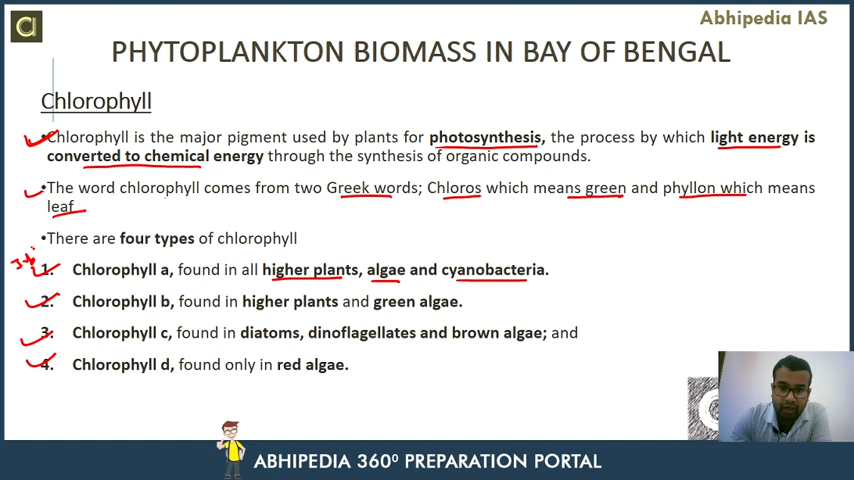 Abhipedia IAS
PHYTOPLANKTON BIOMASS IN BAY OF BENGAL
Chlorophyll
•Chlorophyll is the major pigment used by plants for photosynthesis, the process by which light energy is
converted to chemical energy through the synthesis of organic compounds.
•The word chlorophyll comes from two Greek words; Chloros which means green and phyllon which means
leaf
•There are four types of chlorophyll
1. Chlorophyll a, found in all higher plants, algae and cyanobacteria.
2. Chlorophyll b, found in higher plants and green algae.
3. Chlorophyll c, found in diatoms, dinoflagellates and brown algae; and
4. Chlorophyll d, found only in red algae.
ABHIPEDIA 360⁰ PREPARATION PORTAL